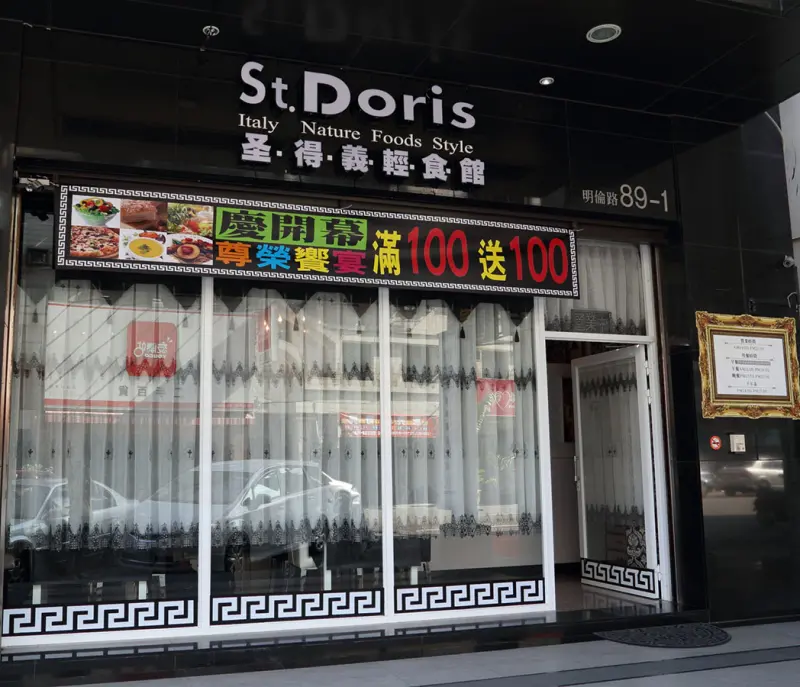 St.Doris
Italy Nature Foods Style
圣·得·義·輕·食·館
明倫路89-1
慶開幕
尊榮饗宴滿100送100